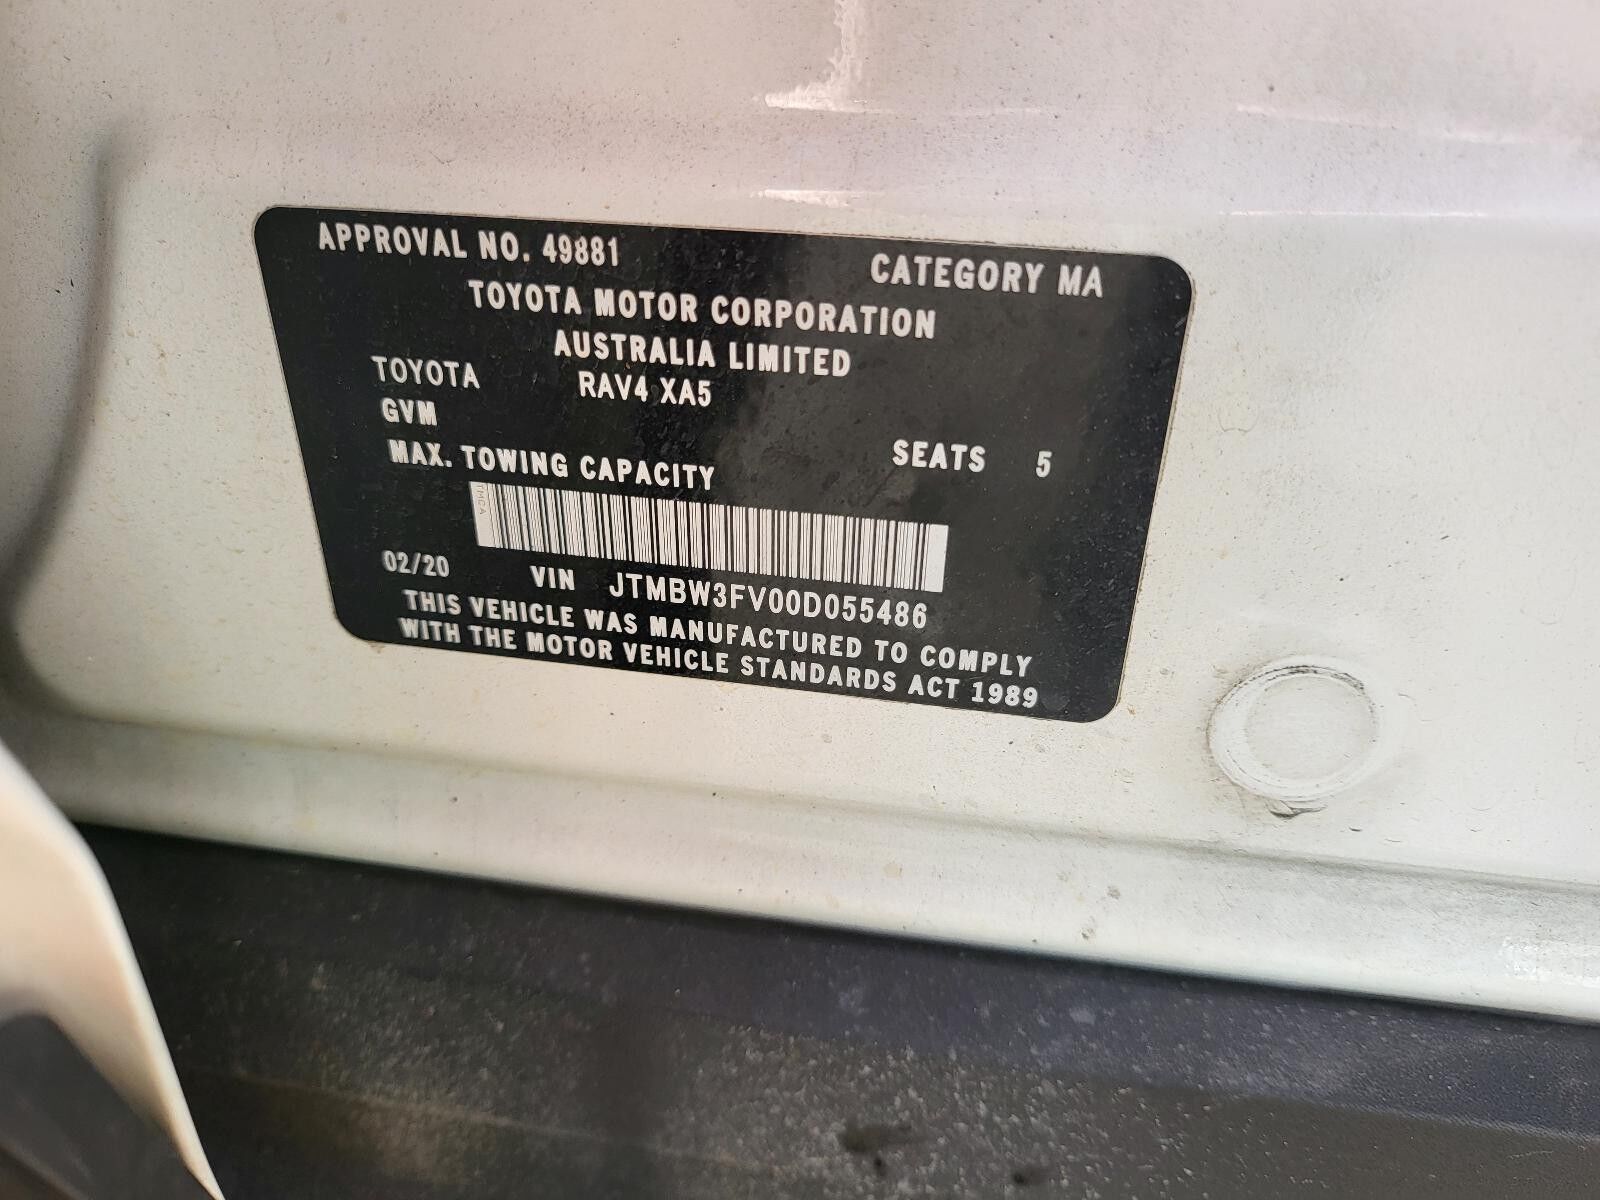 APPROVAL NO. 49881 CATEGORY MA
TOYOTA MOTOR CORPORATION
AUSTRALIA LIMITED
TOYOTA RAV4 XA5
GVM
MAX. TOWING CAPACITY SEATS 5
TMCA
02/20 VIN JTMBW3FV00D055486
THIS VEHICLE WAS MANUFACTURED TO COMPLY
WITH THE MOTOR VEHICLE STANDARDS ACT 1989